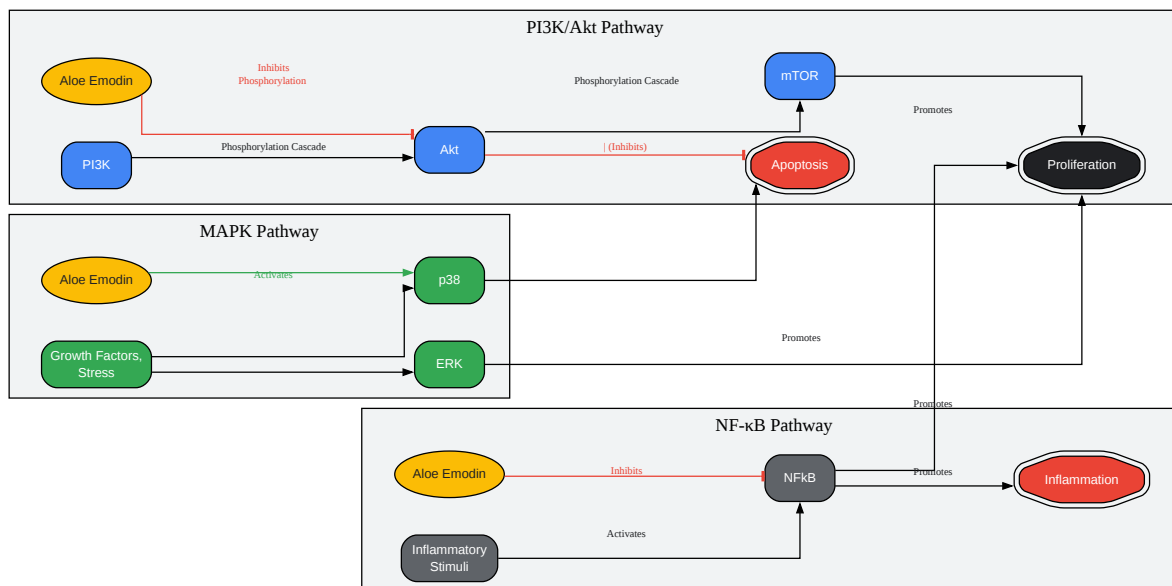 PI3K/Akt Pathway
Aloe Emodin
Inhibits
Phosphorylation
Phosphorylation Cascade
mTOR
Promotes
PI3K
Phosphorylation Cascade
Akt
| (Inhibits)
Apoptosis
Proliferation
MAPK Pathway
Aloe Emodin
Activates
p38
Growth Factors,
Stress
ERK
Promotes
Promotes
NF-κB Pathway
Aloe Emodin
Inhibits
NFkB
Promotes
Inflammation
Activates
Inflammatory
Stimuli